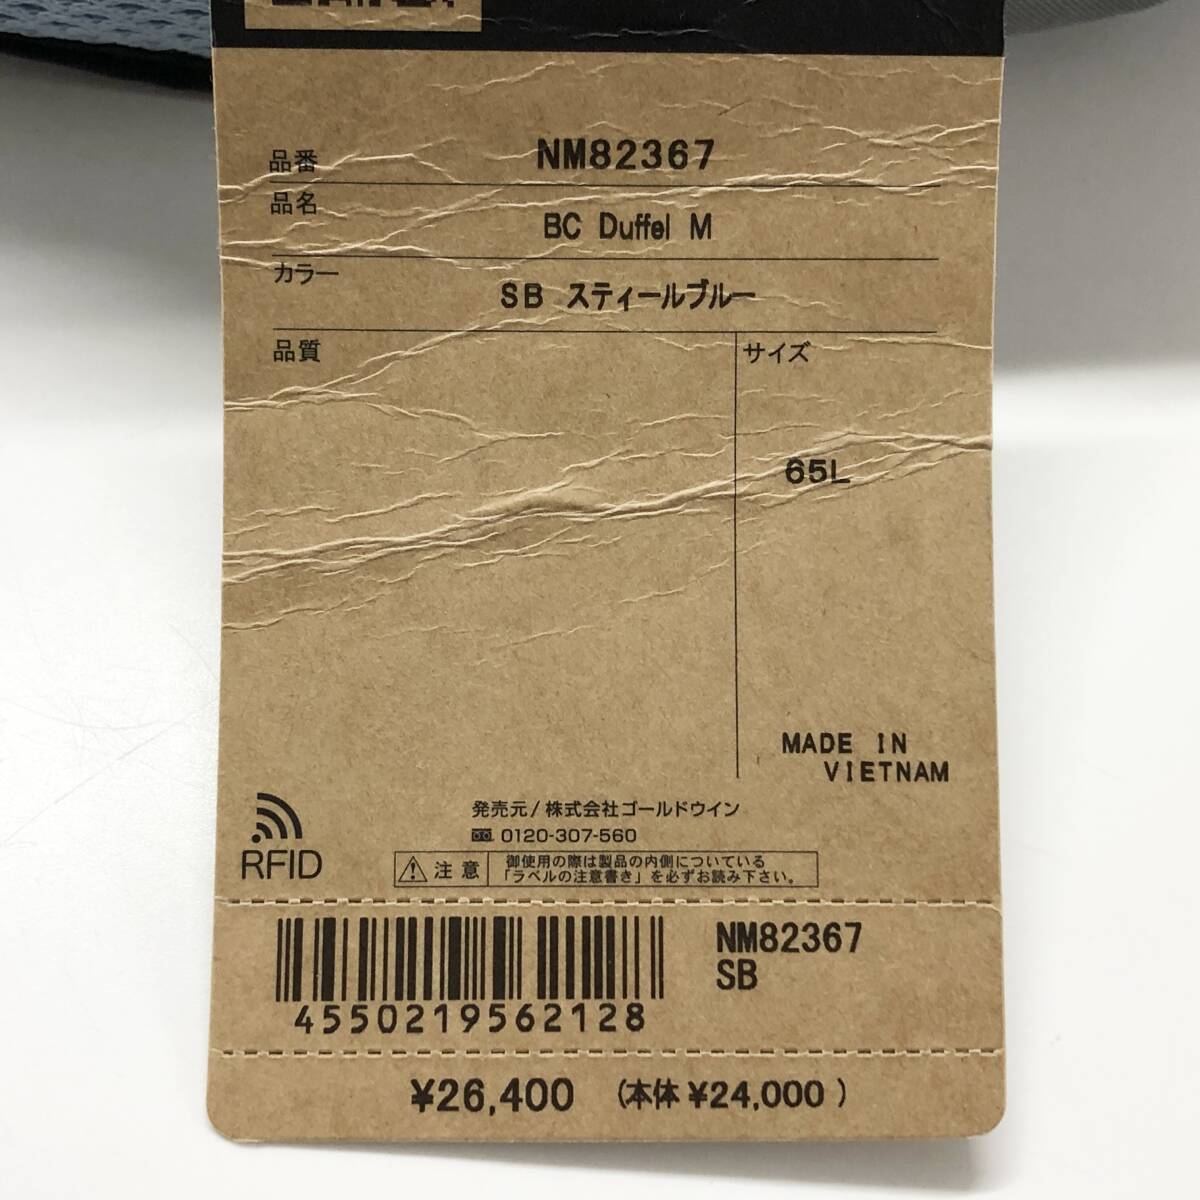 品番 NM82367
品名 BC Duffel M
カラー SB スティールブルー
品質
サイズ
65L
MADE IN
VIETNAM
RFID
発売元/株式会社ゴールドウイン
0120-307-560
注意
御使用の際は製品の内側についている
「ラベルの注意書き」を必ずお読み下さい。
4550219562128
NM82367
SB
¥26,400 (本体 ¥24,000)